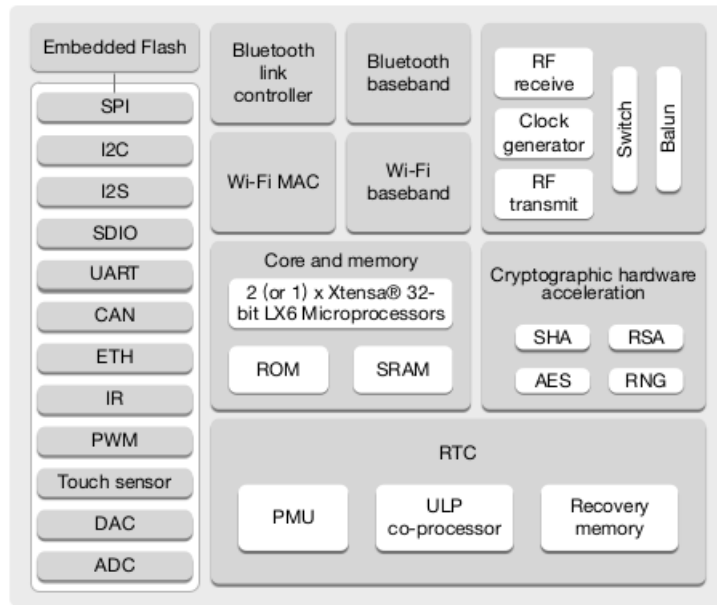 Embedded Flash
SPI
I2C
I2S
SDIO
UART
CAN
ETH
IR
PWM
Touch sensor
DAC
ADC
Bluetooth
link
controller
Bluetooth
baseband
Wi-Fi MAC
Wi-Fi
baseband
RF
receive
Clock
generator
RF
transmit
Switch
Balun
Core and memory
2 (or 1) x Xtensa® 32-
bit LX6 Microprocessors
ROM
SRAM
Cryptographic hardware
acceleration
SHA
RSA
AES
RNG
RTC
PMU
ULP
co-processor
Recovery
memory